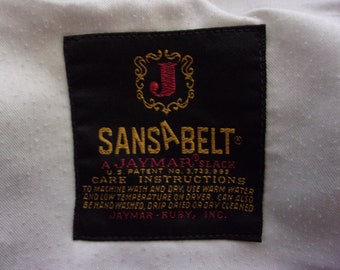 J
SANSABELT®
A JAYMAR® SLACK
U.S. PATENT NO. 3,732,993
CARE INSTRUCTIONS
TO MACHINE WASH AND DRY, USE WARM WATER
AND LOW TEMPERATURE ON DRYER. CAN ALSO
BE HAND WASHED, DRIP DRIED OR DRY CLEANED
JAYMAR-RUBY, INC.